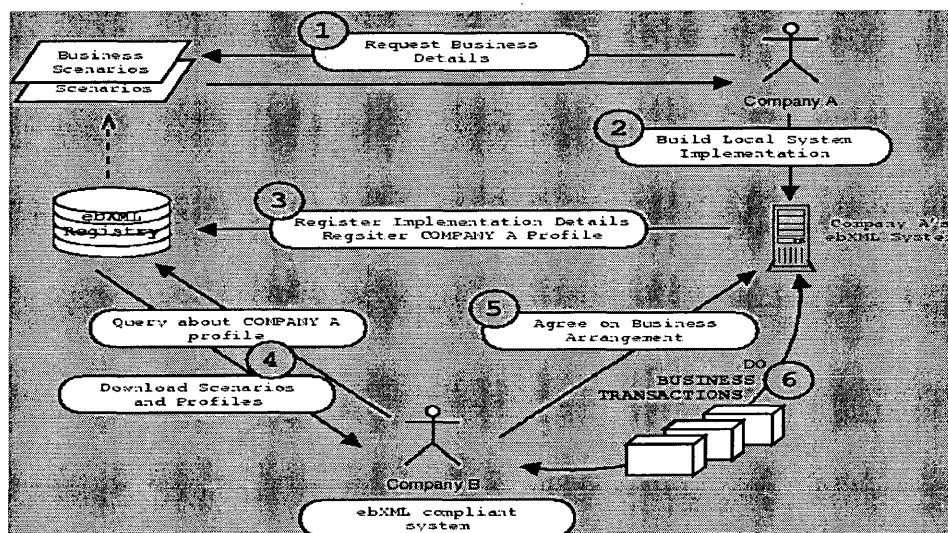 1
Request Business
Details
Business
Scenarios
Scenarios
Company A
2
Build Local System
Implementation
3
Register Implementation Details
Regsiter COMPANY A Profile
ebXML
Registry
Company A's
ebXML System
Query about COMPANY A
profile
4
Download Scenarios
and Profiles
5
Agree on Business
Arrangement
DO
BUSINESS
TRANSACTIONS
6
Company B
ebXML compliant
system